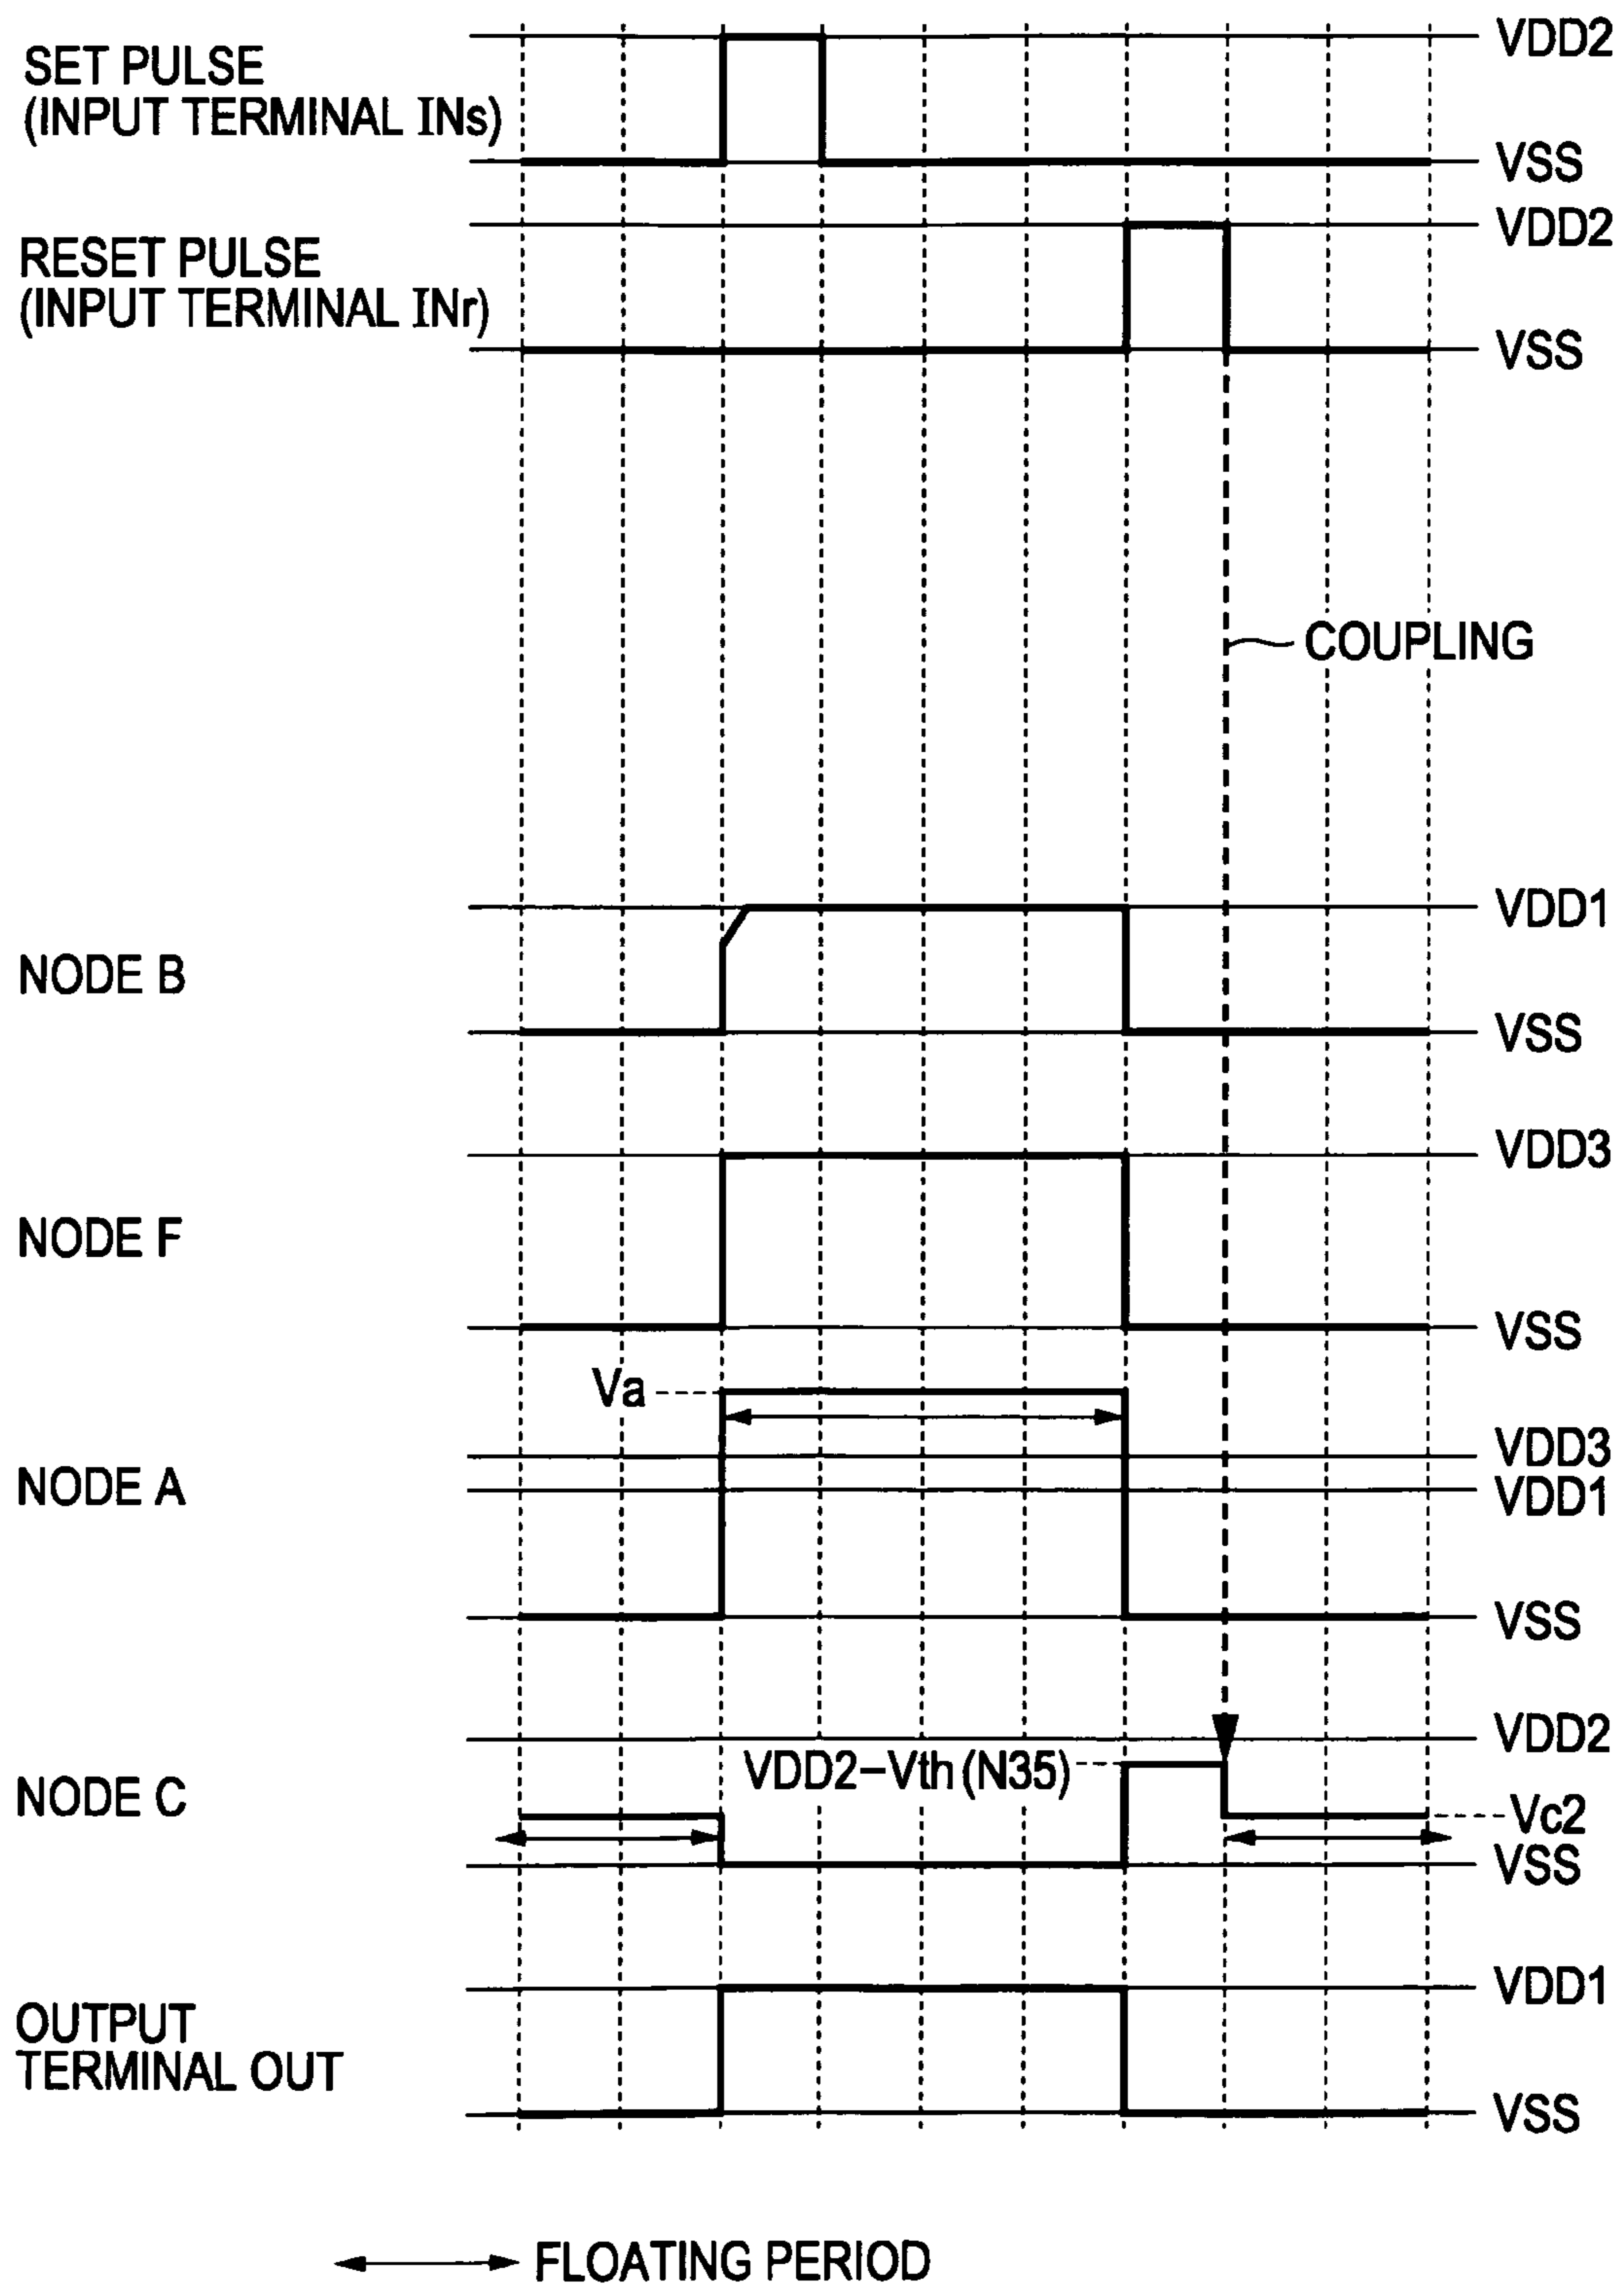 VDD2
SET PULSE
(INPUT TERMINAL INs)
VSS
VDD2
RESET PULSE
(INPUT TERMINAL INr)
VSS
COUPLING
VDD1
NODE B
VSS
VDD3
NODE F
VSS
Va
VDD3
NODE A
VDD1
VSS
VDD2
VDD2-Vth (N35)
NODE C
Vc2
VSS
VDD1
OUTPUT
TERMINAL OUT
VSS
FLOATING PERIOD